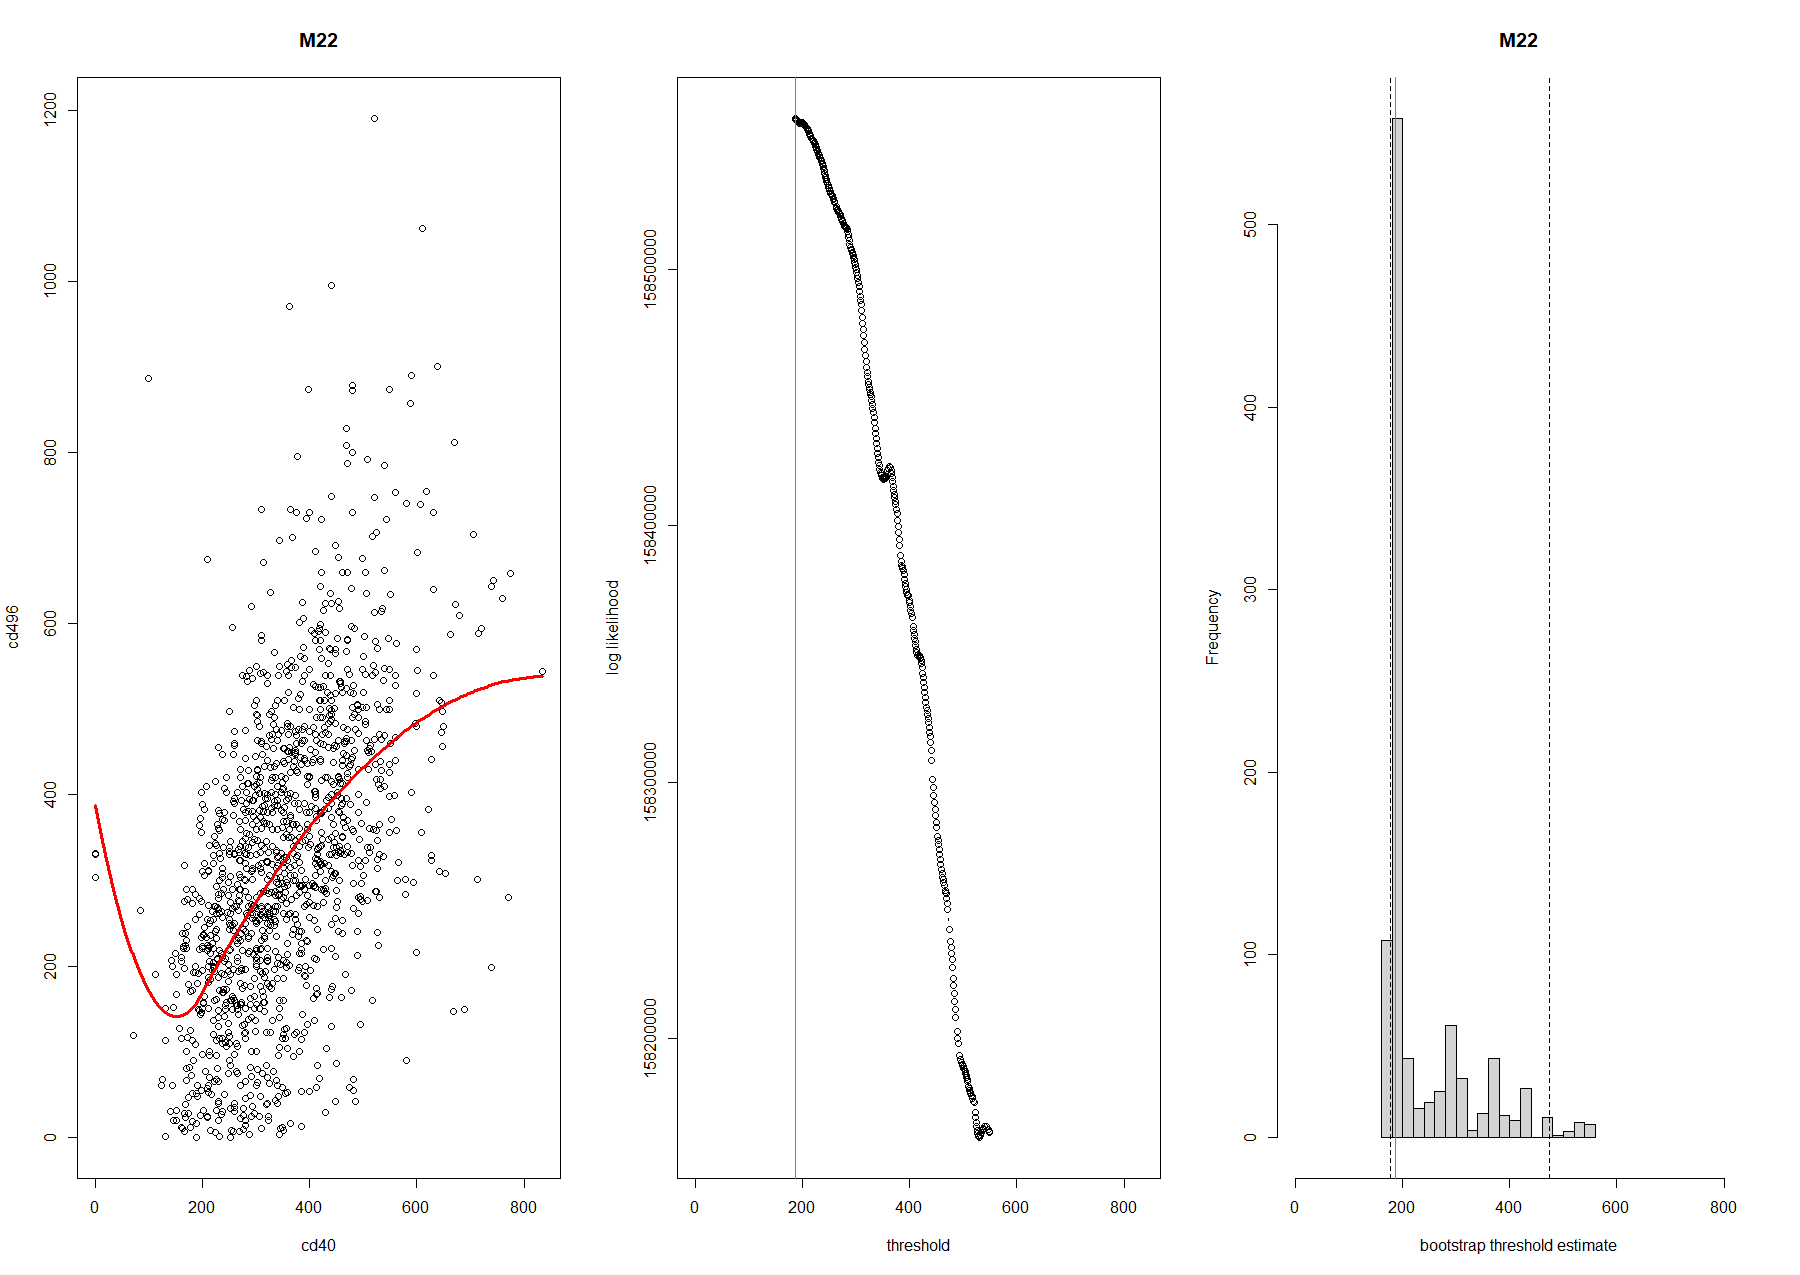 M22
1200
1000
800
600
400
200
0
cd496
0 200 400 600 800
cd40
158500000
158400000
158300000
158200000
log likelihood
0 200 400 600 800
threshold
M22
500
400
300
200
100
0
Frequency
0 200 400 600 800
bootstrap threshold estimate